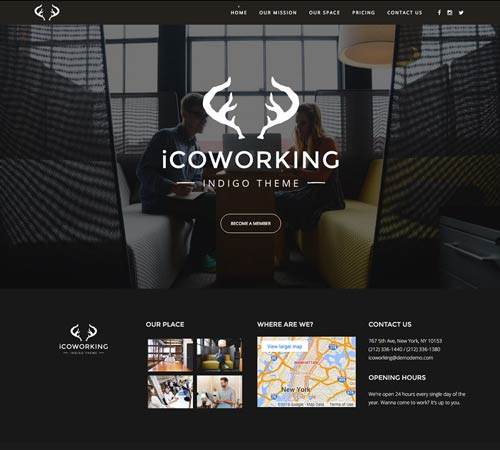 HOME OUR MISSION OUR SPACE PRICING CONTACT US
iCOWORKING
INDIGO THEME
BECOME A MEMBER
iCOWORKING
INDIGO THEME
OUR PLACE
WHERE ARE WE?
View larger map
MANHATTAN
New York
©2016 Google - Map Data Terms of Use
CONTACT US
767 5th Ave, New York, NY 10153
(212) 336-1440 / (212) 336-1380
icoworking@demodemo.com
OPENING HOURS
We're open 24 hours every single day of the
year. Wanna come to work? It's up to you.